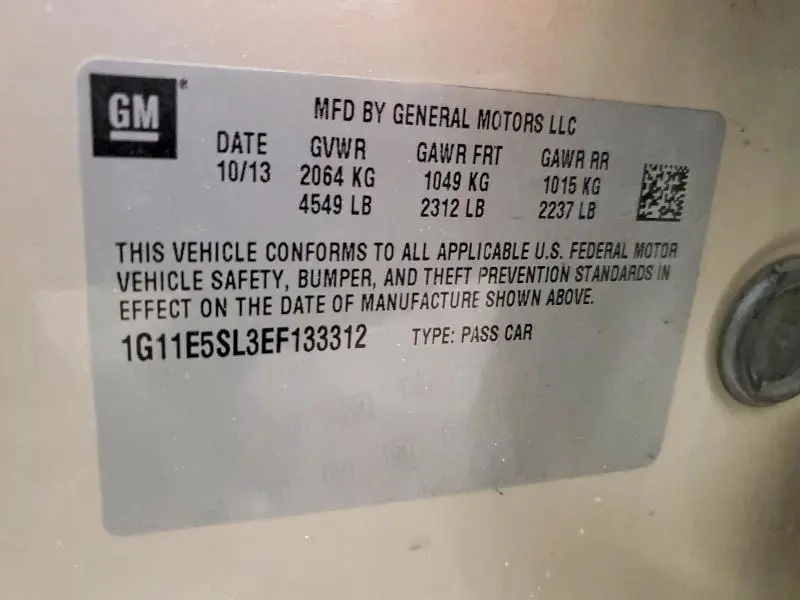 GM
MFD BY GENERAL MOTORS LLC
DATE GVWR GAWR FRT GAWR RR
10/13 2064 KG 1049 KG 1015 KG
4549 LB 2312 LB 2237 LB
THIS VEHICLE CONFORMS TO ALL APPLICABLE U.S. FEDERAL MOTOR
VEHICLE SAFETY, BUMPER, AND THEFT PREVENTION STANDARDS IN
EFFECT ON THE DATE OF MANUFACTURE SHOWN ABOVE.
1G11E5SL3EF133312 TYPE: PASS CAR